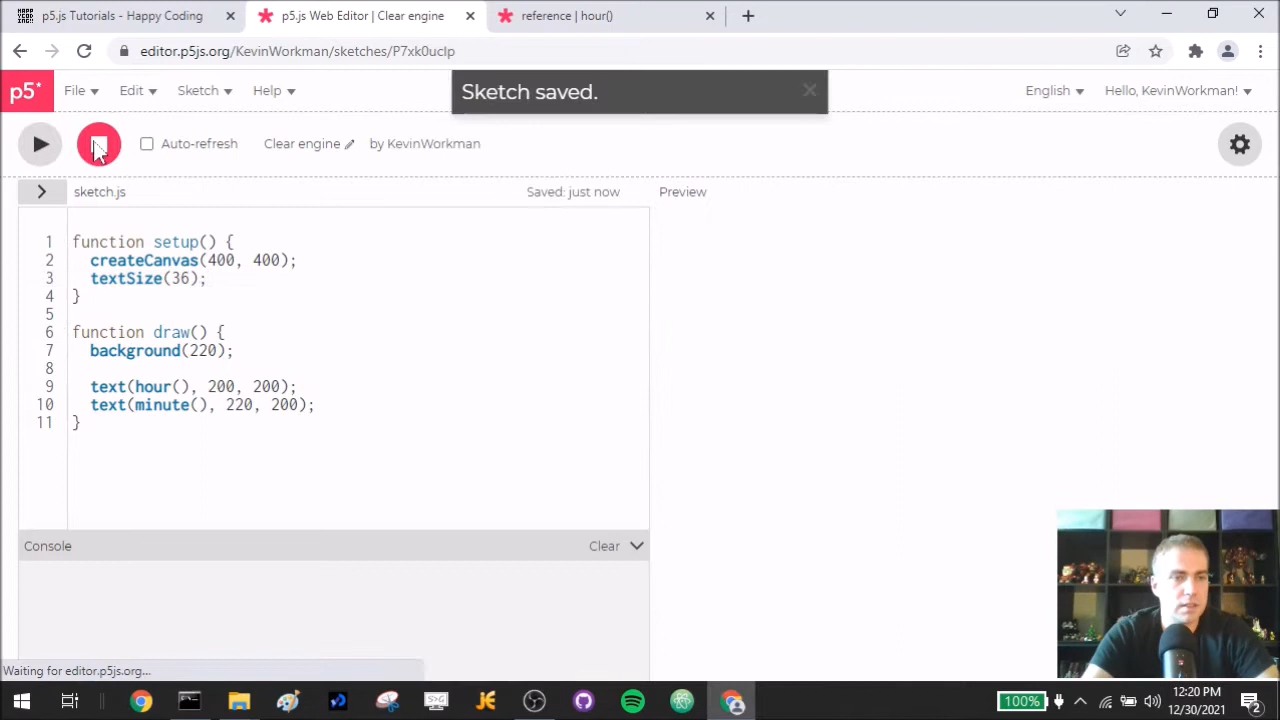 p5.js Tutorials - Happy Coding
p5.js Web Editor | Clear engine
reference | hour()
editor.p5js.org/KevinWorkman/sketches/P7xk0uclp
p5*
File
Edit
Sketch
Help
Sketch saved.
English
Hello, KevinWorkman!
Auto-refresh
Clear engine
by KevinWorkman
sketch.js
Saved: just now
Preview
1 function setup() {
2 createCanvas(400, 400);
3 textSize(36);
4 }
5
6 function draw() {
7 background(220);
8
9 text(hour(), 200, 200);
10 text(minute(), 220, 200);
11 }
Console
Clear
Waiting for editor.p5js.org...
100%
12:20 PM
12/30/2021
2